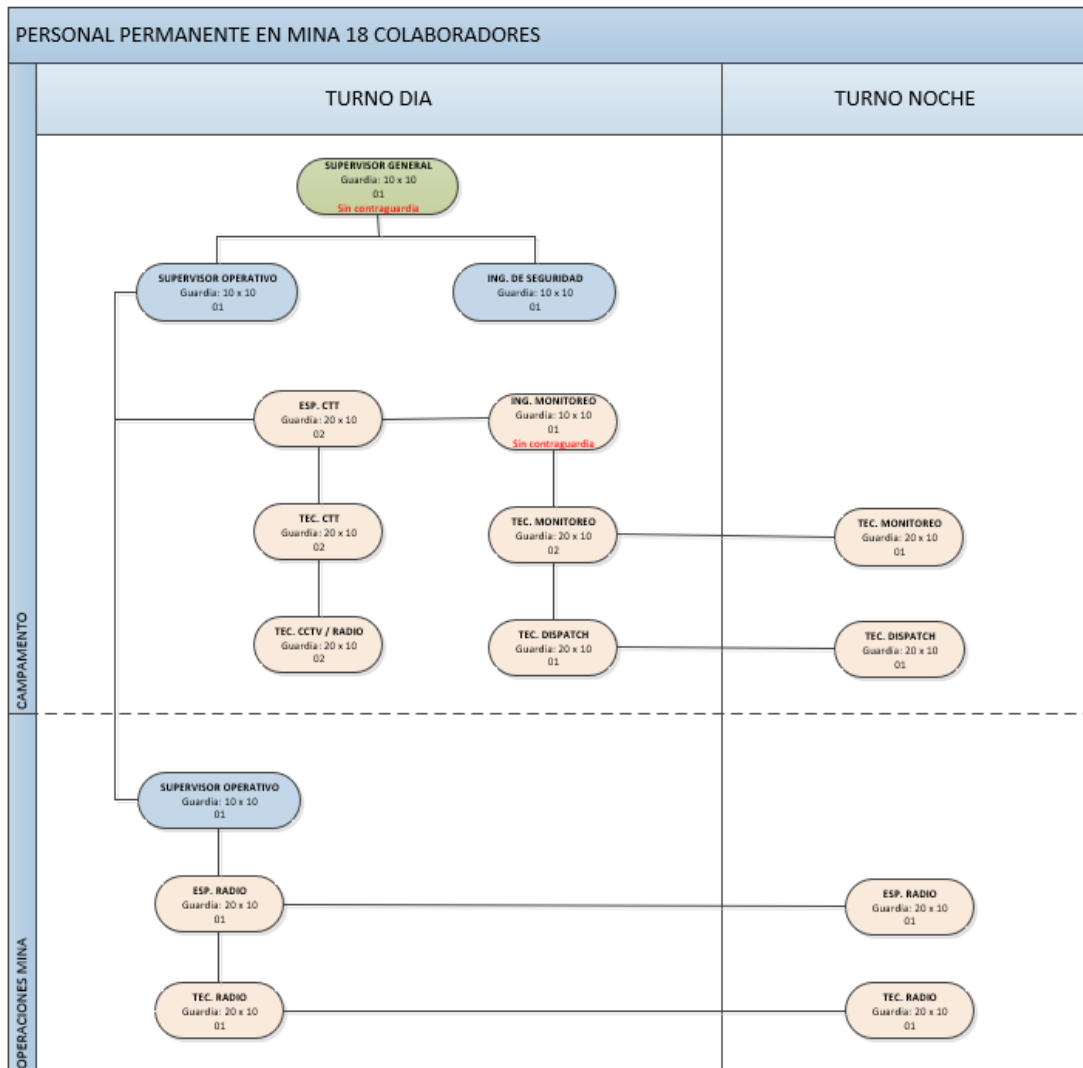 PERSONAL PERMANENTE EN MINA 18 COLABORADORES
TURNO DIA
TURNO NOCHE
CAMPAMENTO
SUPERVISOR GENERAL
Guardia: 10 x 10
01
Sin contraguardia
SUPERVISOR OPERATIVO
Guardia: 10 x 10
01
ING. DE SEGURIDAD
Guardia: 10 x 10
01
ESP. CTT
Guardia: 20 x 10
02
ING. MONITOREO
Guardia: 10 x 10
01
Sin contraguardia
TEC. CTT
Guardia: 20 x 10
02
TEC. MONITOREO
Guardia: 20 x 10
02
TEC. MONITOREO
Guardia: 20 x 10
01
TEC. CCTV / RADIO
Guardia: 20 x 10
02
TEC. DISPATCH
Guardia: 20 x 10
01
TEC. DISPATCH
Guardia: 20 x 10
01
OPERACIONES MINA
SUPERVISOR OPERATIVO
Guardia: 10 x 10
01
ESP. RADIO
Guardia: 20 x 10
01
ESP. RADIO
Guardia: 20 x 10
01
TEC. RADIO
Guardia: 20 x 10
01
TEC. RADIO
Guardia: 20 x 10
01